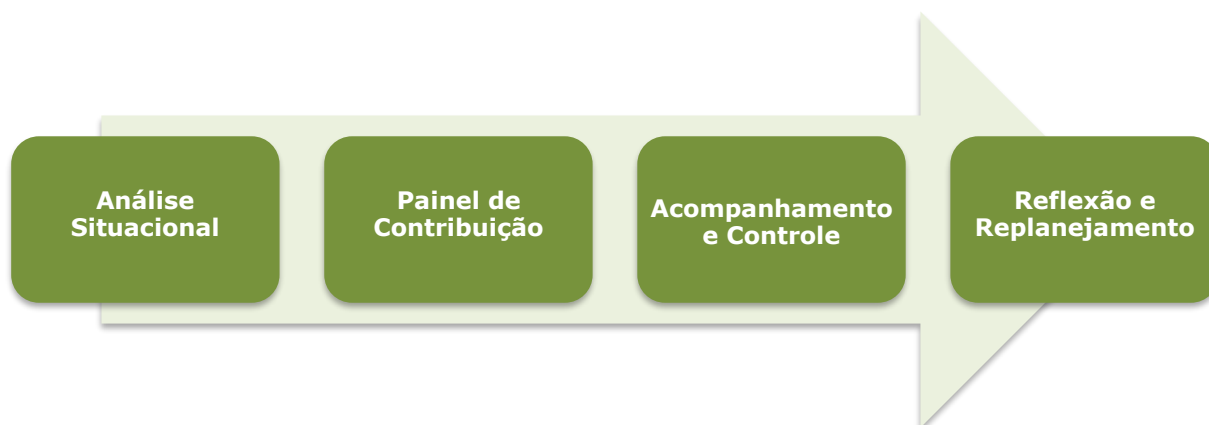 Análise
Situacional
Painel de
Contribuição
Acompanhamento
e Controle
Reflexão e
Replanejamento